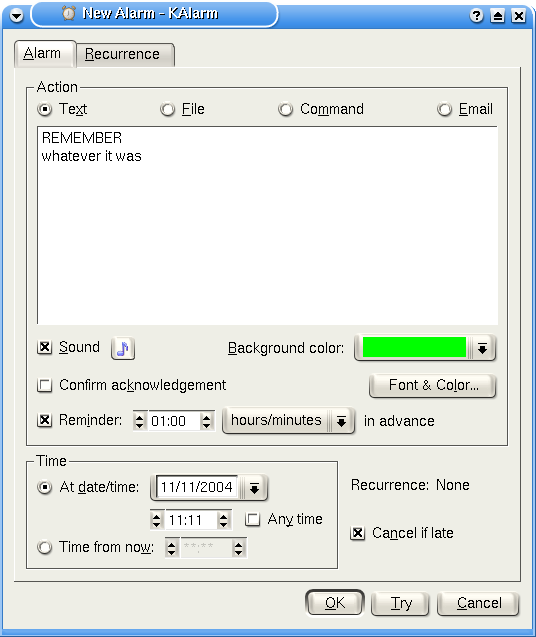 New Alarm - KAlarm
?
Alarm Recurrence
Action
Text File Command Email
REMEMBER
whatever it was
Sound Background color:
Confirm acknowledgement Font & Color...
Reminder: 01:00 hours/minutes in advance
Time
At date/time: 11/11/2004 Recurrence: None
11:11 Any time
Cancel if late
Time from now: **:**
OK Try Cancel